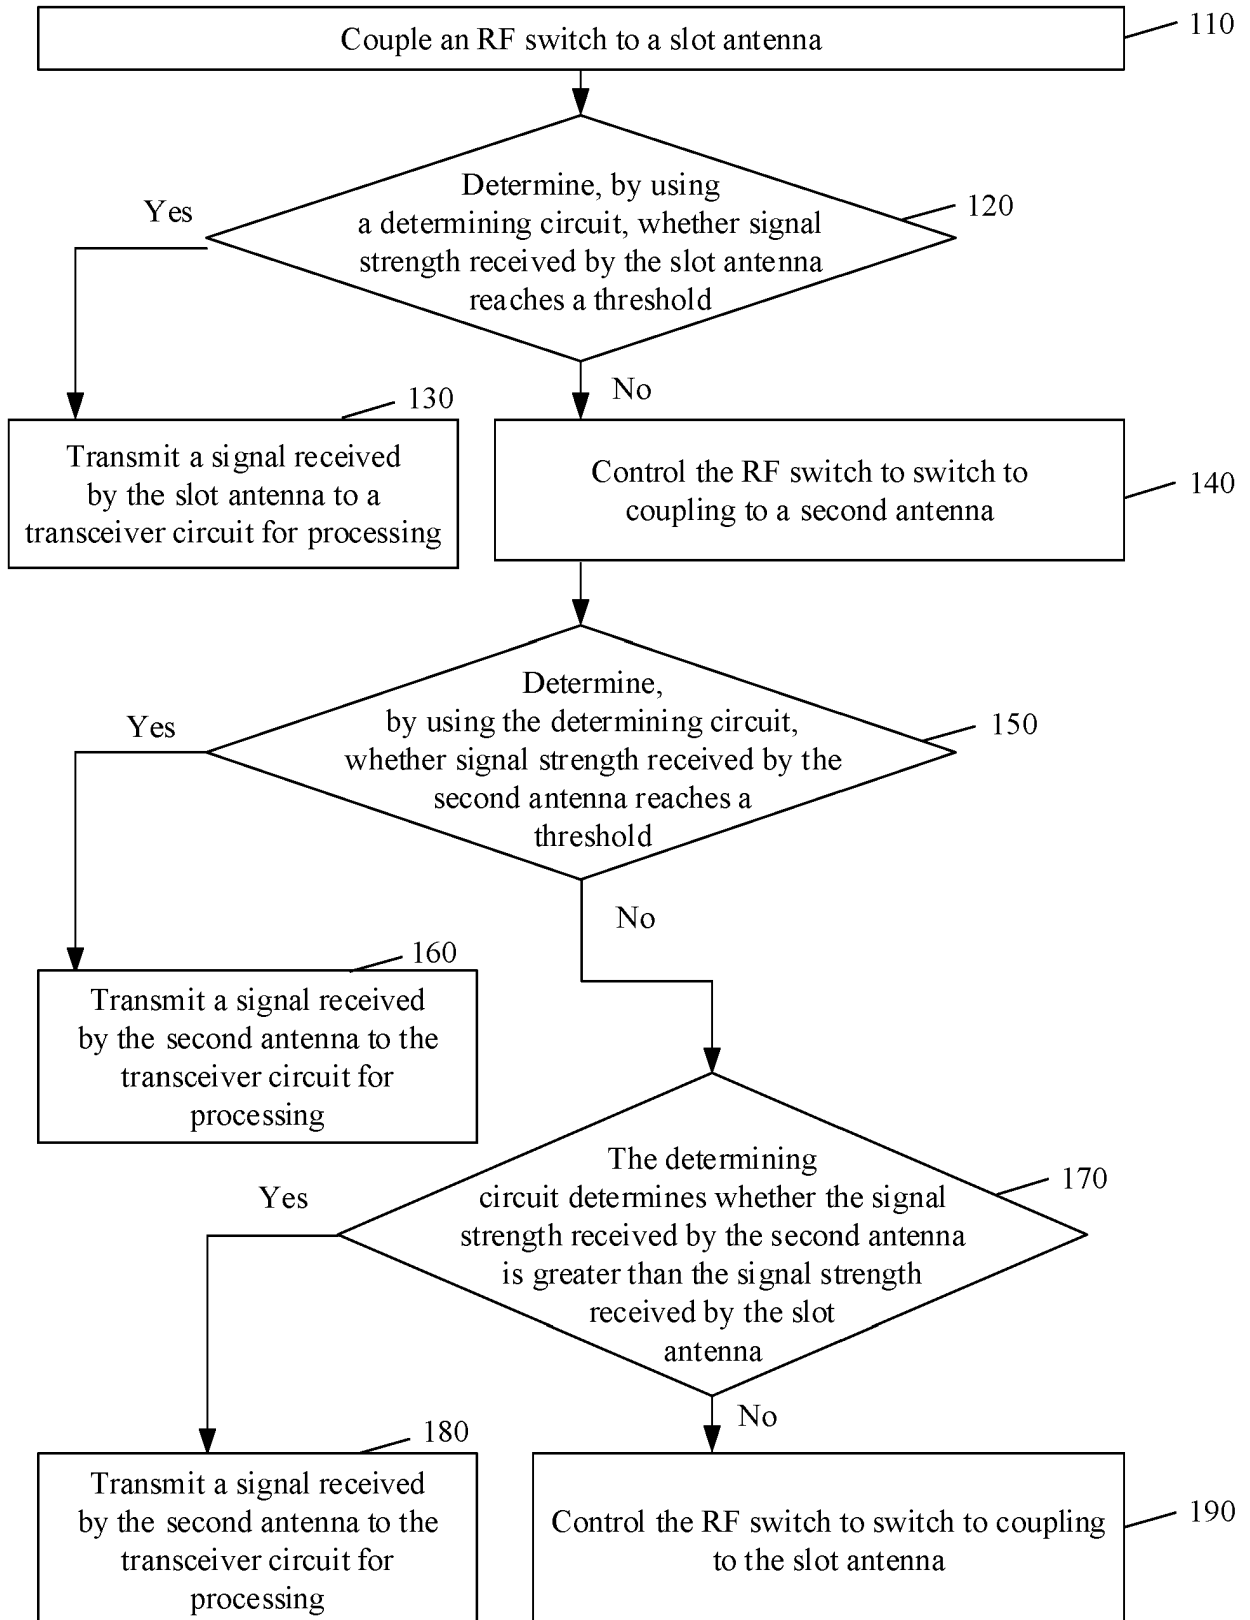 Couple an RF switch to a slot antenna
110
Determine, by using
a determining circuit, whether signal
strength received by the slot antenna
reaches a threshold
120
Yes
No
130
Transmit a signal received
by the slot antenna to a
transceiver circuit for processing
Control the RF switch to switch to
coupling to a second antenna
140
Determine,
by using the determining circuit,
whether signal strength received by the
second antenna reaches a
threshold
150
Yes
No
160
Transmit a signal received
by the second antenna to the
transceiver circuit for
processing
The determining
circuit determines whether the signal
strength received by the second antenna
is greater than the signal strength
received by the slot
antenna
170
Yes
No
180
Transmit a signal received
by the second antenna to the
transceiver circuit for
processing
Control the RF switch to switch to coupling
to the slot antenna
190